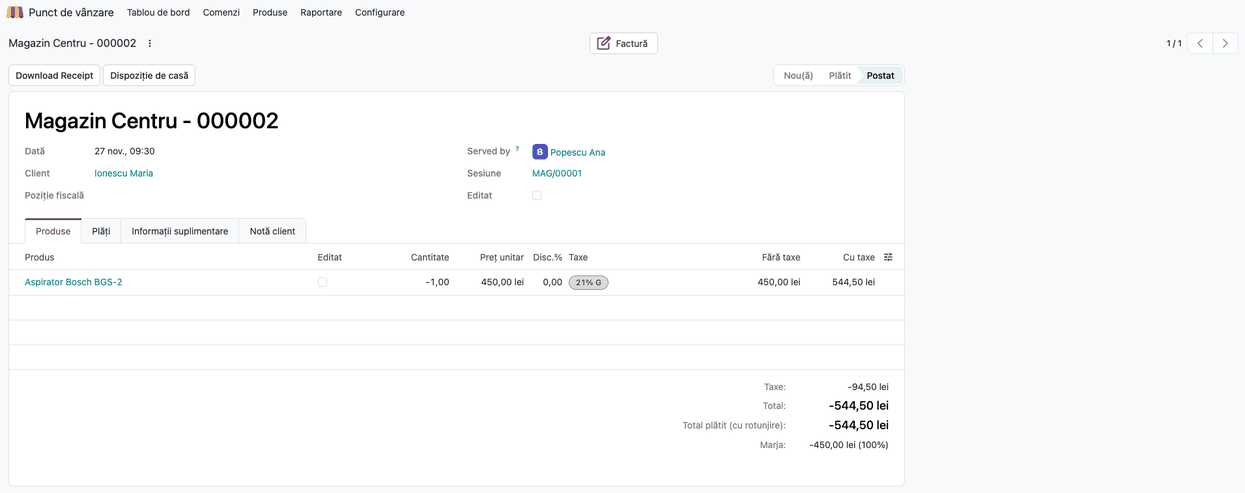 Punct de vânzare Tablou de bord Comenzi Produse Raportare Configurare
Magazin Centru - 000002 Factură 1 / 1
Download Receipt Dispoziție de casă Nou(ă) Plătit Postat
Magazin Centru - 000002
Dată 27 nov., 09:30 Served by ? B Popescu Ana
Client Ionescu Maria Sesiune MAG/00001
Poziție fiscală Editat
Produse Plăți Informații suplimentare Notă client
Produs Editat Cantitate Preț unitar Disc.% Taxe Fără taxe Cu taxe
Aspirator Bosch BGS-2 -1,00 450,00 lei 0,00 21% G 450,00 lei 544,50 lei
Taxe: -94,50 lei
Total: -544,50 lei
Total plătit (cu rotunjire): -544,50 lei
Marja: -450,00 lei (100%)